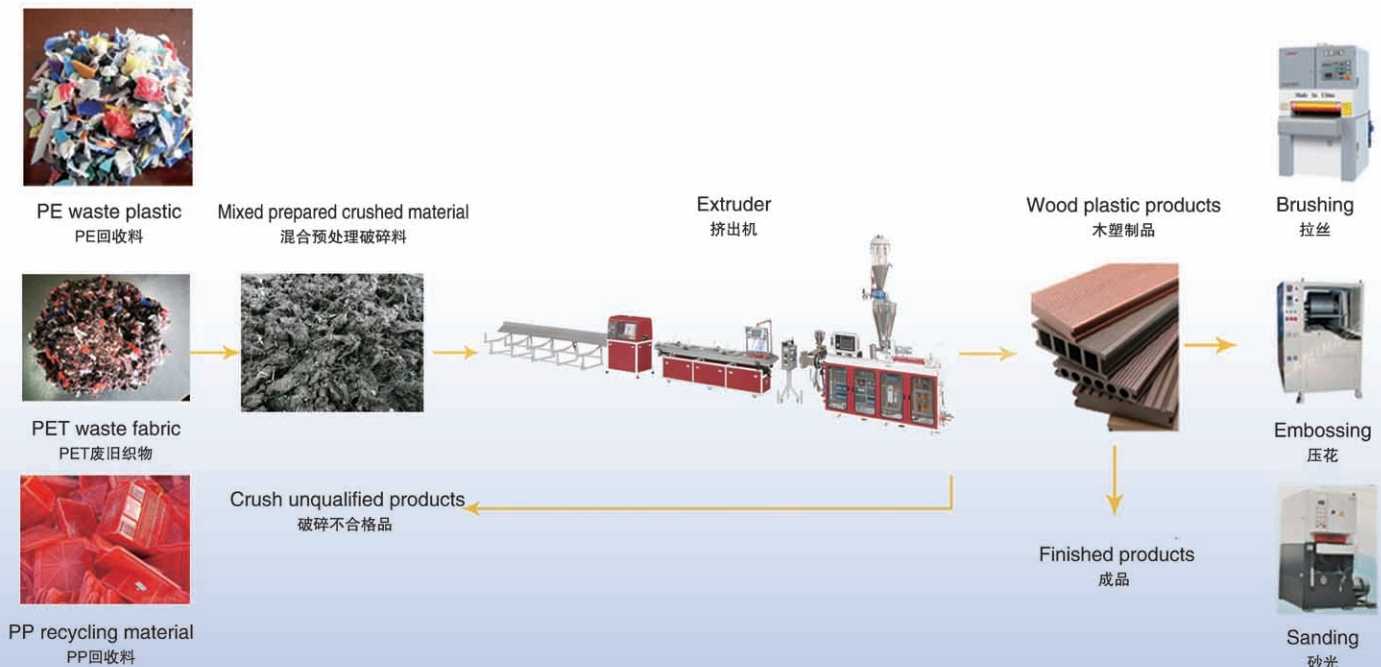 PE waste plastic
PE回收料
Mixed prepared crushed material
混合预处理破碎料
Extruder
挤出机
Wood plastic products
木塑制品
Made In China
Brushing
拉丝
PET waste fabric
PET废旧织物
Embossing
压花
Crush unqualified products
破碎不合格品
Finished products
成品
PP recycling material
PP回收料
Sanding
砂光